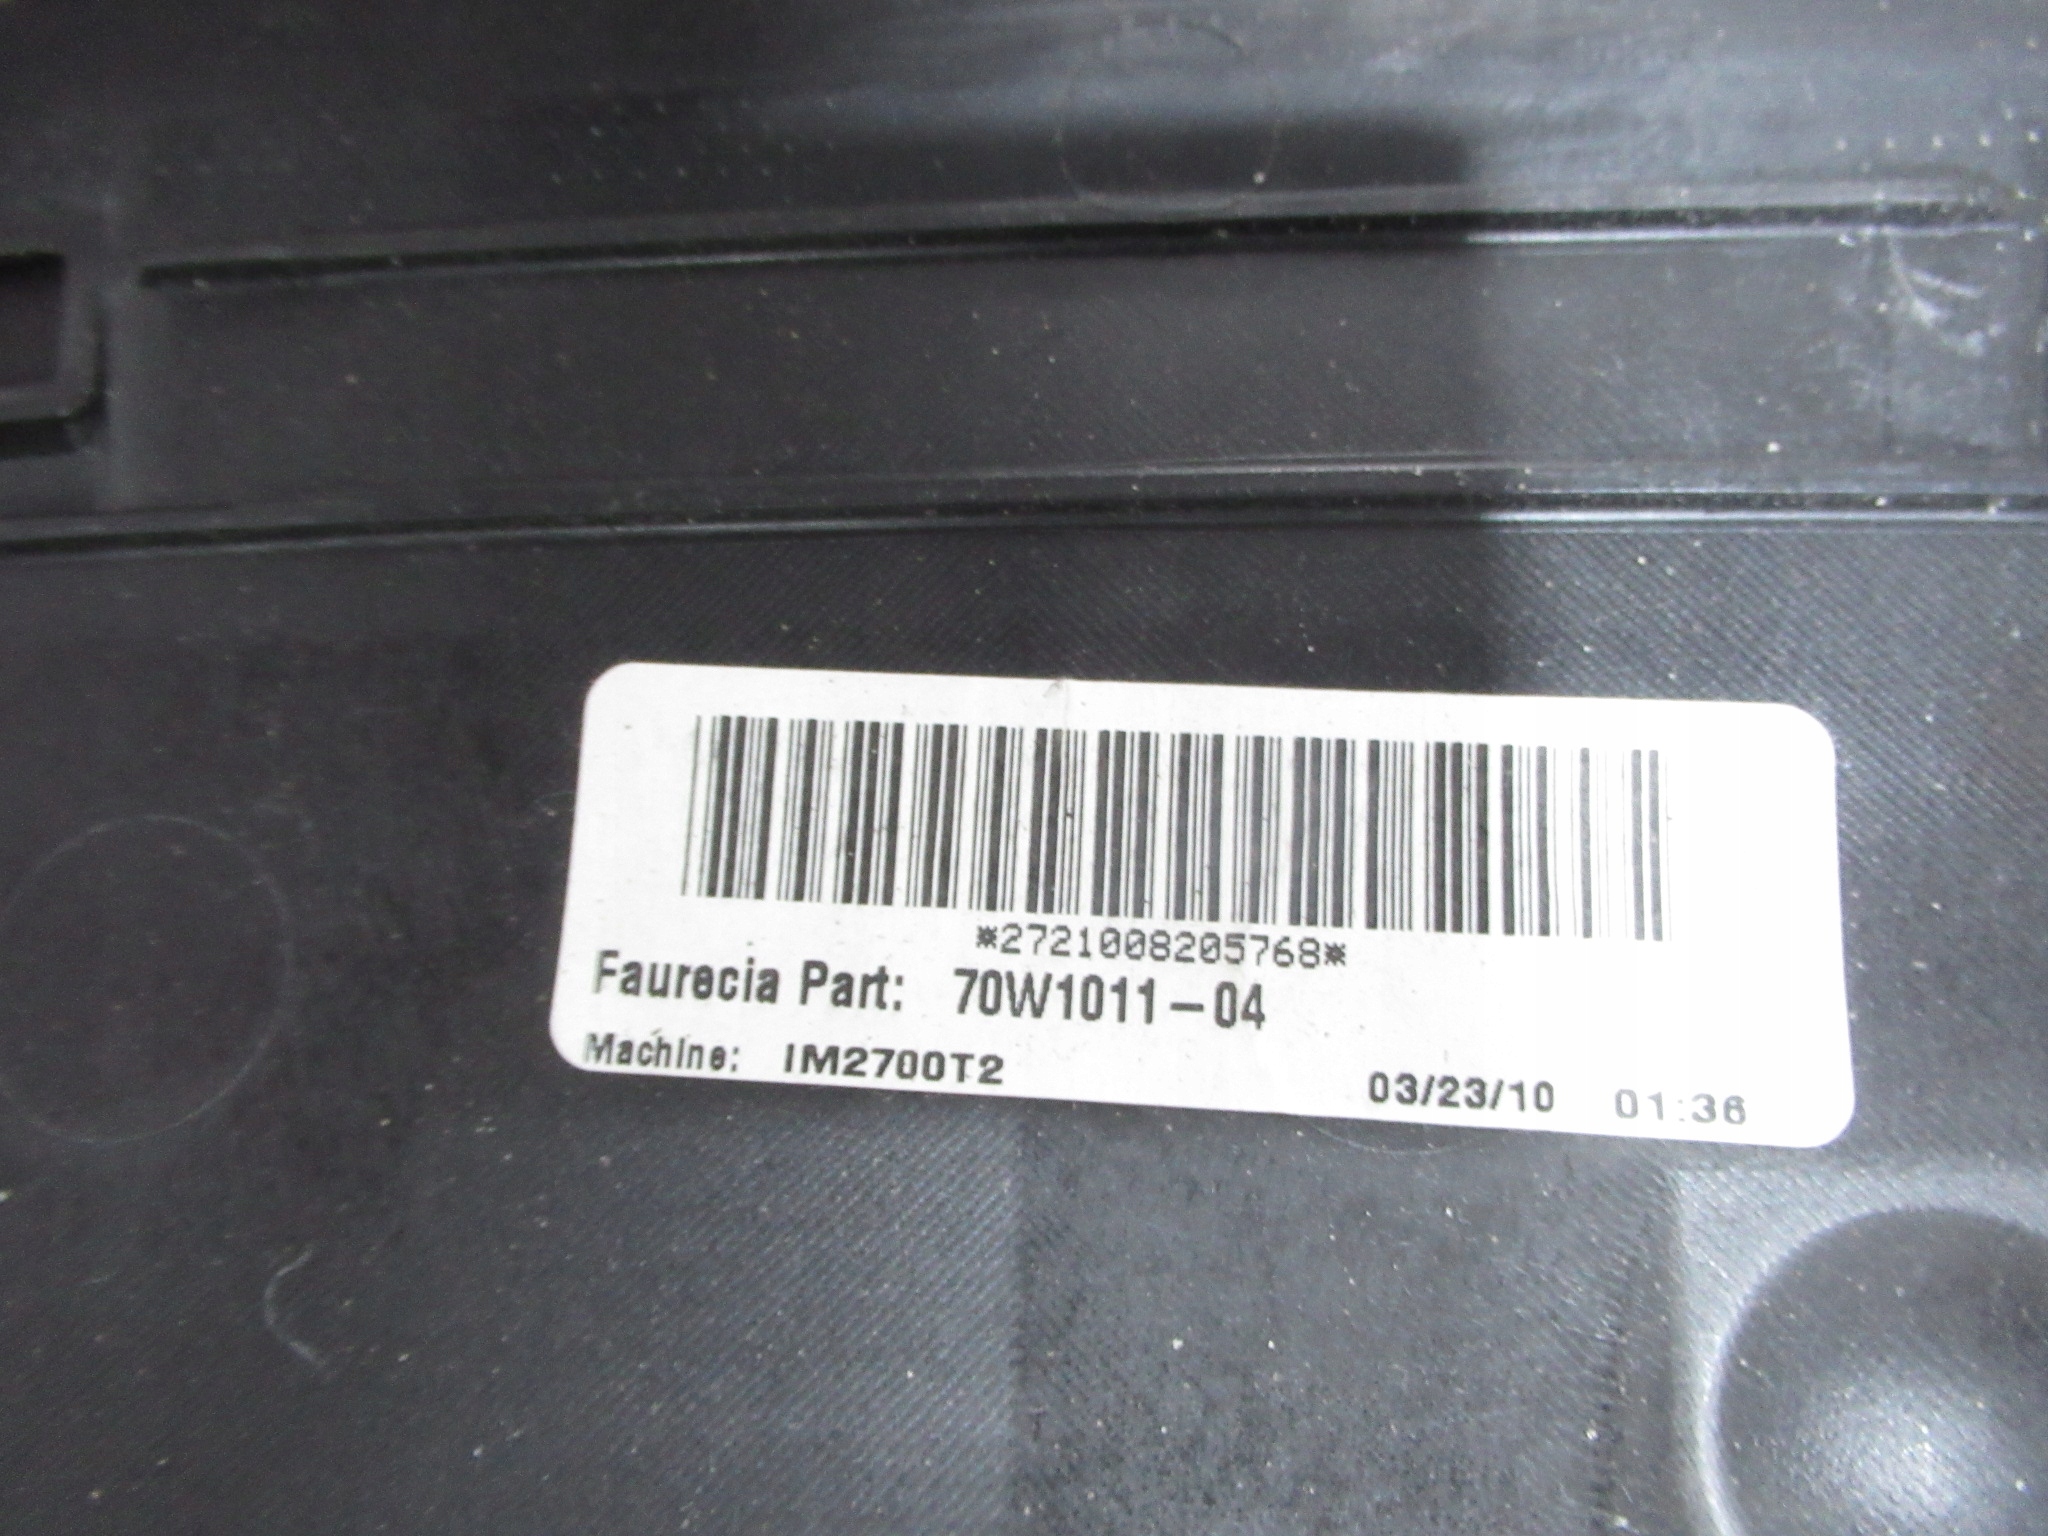 *2721008205768*
Faurecia Part: 70W1011-04
Machine: IM2700T2 03/23/10 01:36